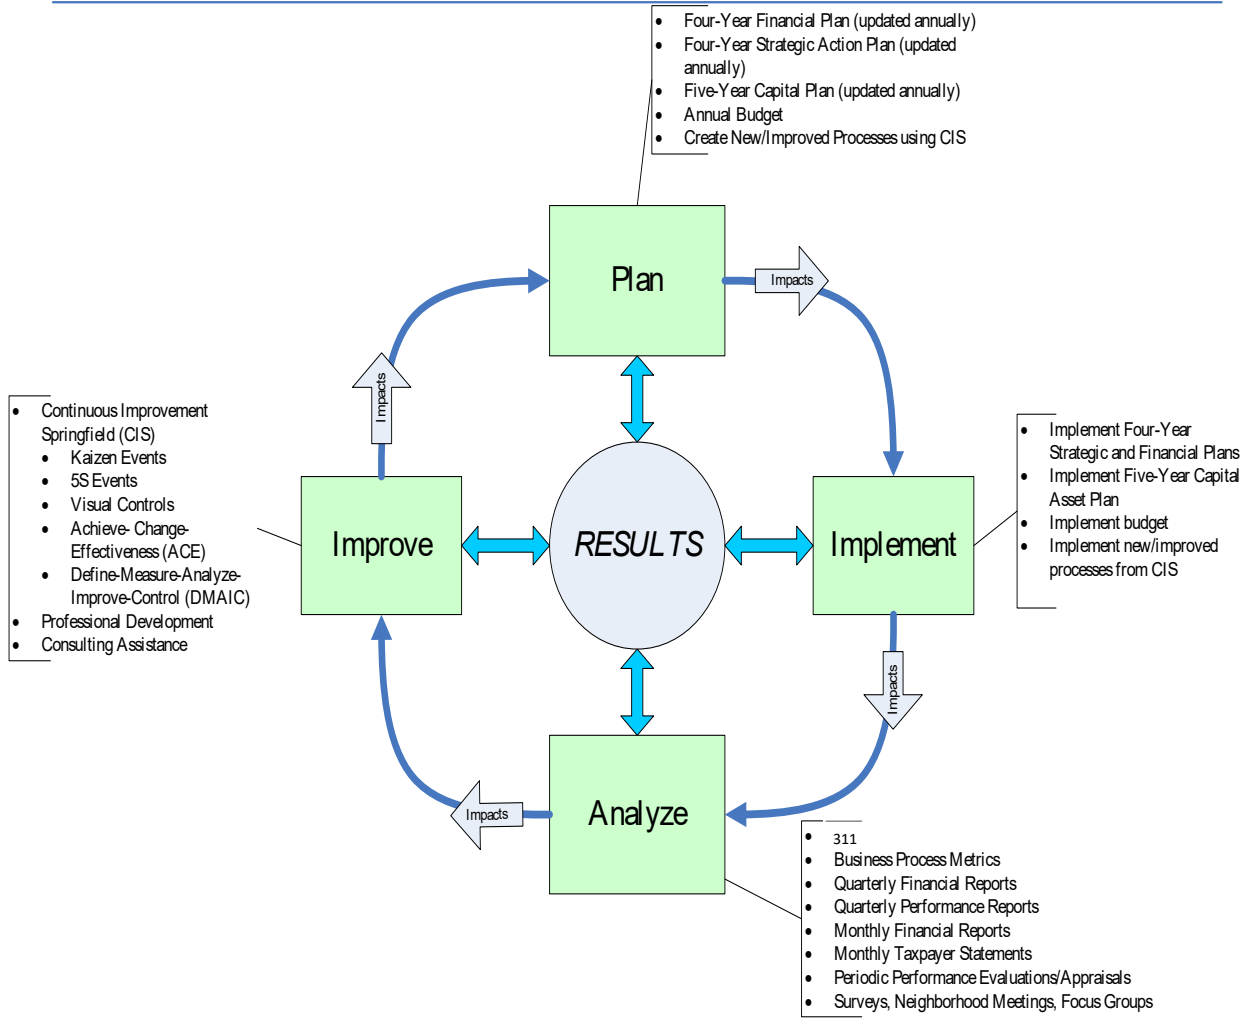 Four-Year Financial Plan (updated annually)
Four-Year Strategic Action Plan (updated
annually)
Five-Year Capital Plan (updated annually)
Annual Budget
Create New/Improved Processes using CIS
Plan
Impacts
Impacts
Continuous Improvement
Springfield (CIS)
Kaizen Events
5S Events
Visual Controls
Achieve- Change-
Effectiveness (ACE)
Define-Measure-Analyze-
Improve-Control (DMAIC)
Professional Development
Consulting Assistance
Improve
RESULTS
Implement
Implement Four-Year
Strategic and Financial Plans
Implement Five-Year Capital
Asset Plan
Implement budget
Implement new/improved
processes from CIS
Impacts
Impacts
Analyze
311
Business Process Metrics
Quarterly Financial Reports
Quarterly Performance Reports
Monthly Financial Reports
Monthly Taxpayer Statements
Periodic Performance Evaluations/Appraisals
Surveys, Neighborhood Meetings, Focus Groups